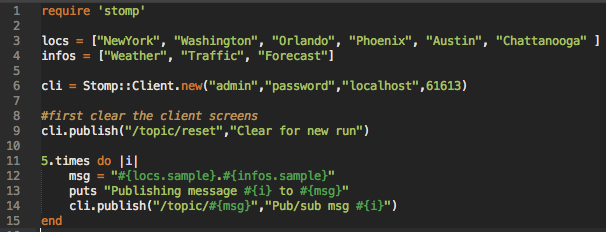 1 require 'stomp'
2
3 locs = ["NewYork", "Washington", "Orlando", "Phoenix", "Austin", "Chattanooga" ]
4 infos = ["Weather", "Traffic", "Forecast"]
5
6 cli = Stomp::Client.new("admin","password","localhost",61613)
7
8 #first clear the client screens
9 cli.publish("/topic/reset","Clear for new run")
10
11 5.times do |i|
12     msg = "#{locs.sample}.#{infos.sample}"
13     puts "Publishing message #{i} to #{msg}"
14     cli.publish("/topic/#{msg}","Pub/sub msg #{i}")
15 end